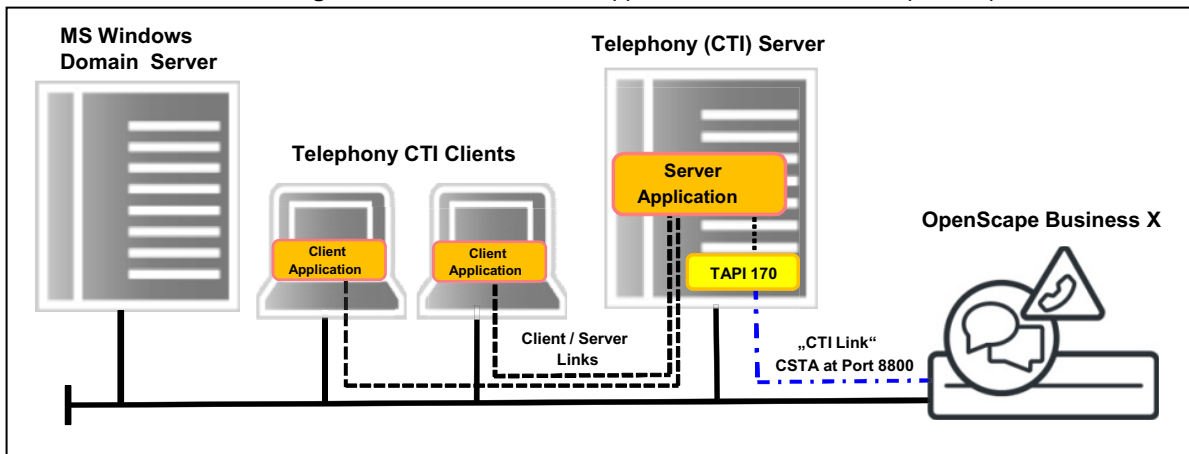 MS Windows
Domain Server
Telephony (CTI) Server
Telephony CTI Clients
Server
Application
OpenScape Business X
Client
Application
Client
Application
TAPI 170
Client / Server
Links
„CTI Link“
CSTA at Port 8800